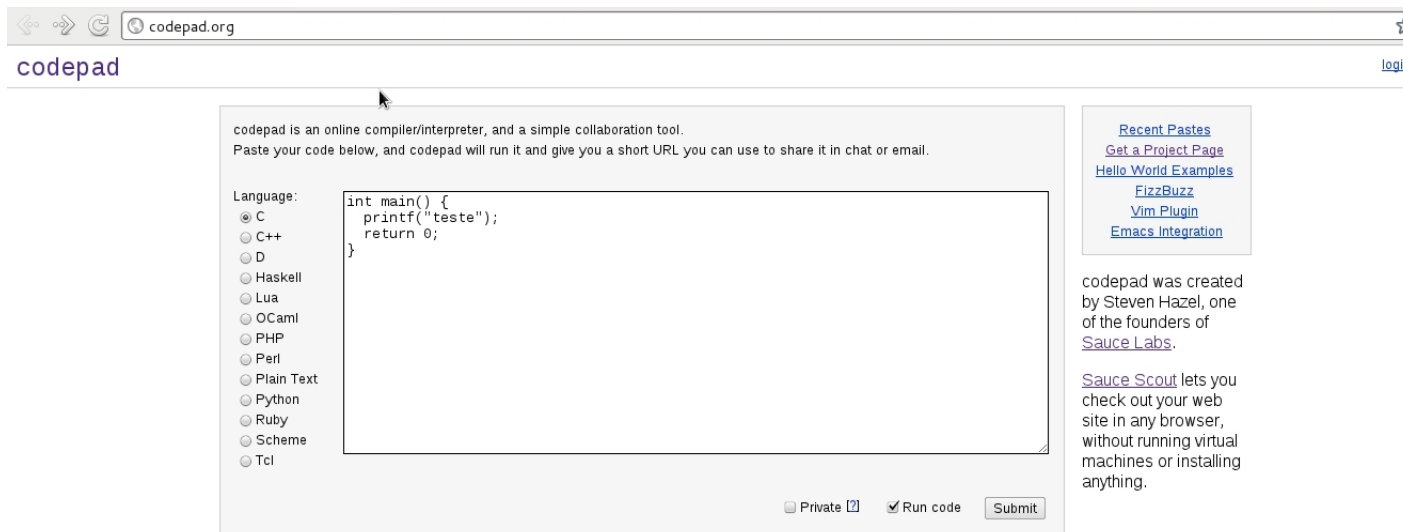 codepad.org
codepad
codepad is an online compiler/interpreter, and a simple collaboration tool.
Paste your code below, and codepad will run it and give you a short URL you can use to share it in chat or email.
Language:
C
C++
D
Haskell
Lua
OCaml
PHP
Perl
Plain Text
Python
Ruby
Scheme
Tcl
int main() {
  printf("teste");
  return 0;
}
Private [?]
Run code
Submit
logi
Recent Pastes
Get a Project Page
Hello World Examples
FizzBuzz
Vim Plugin
Emacs Integration
codepad was created
by Steven Hazel, one
of the founders of
Sauce Labs.
Sauce Scout lets you
check out your web
site in any browser,
without running virtual
machines or installing
anything.